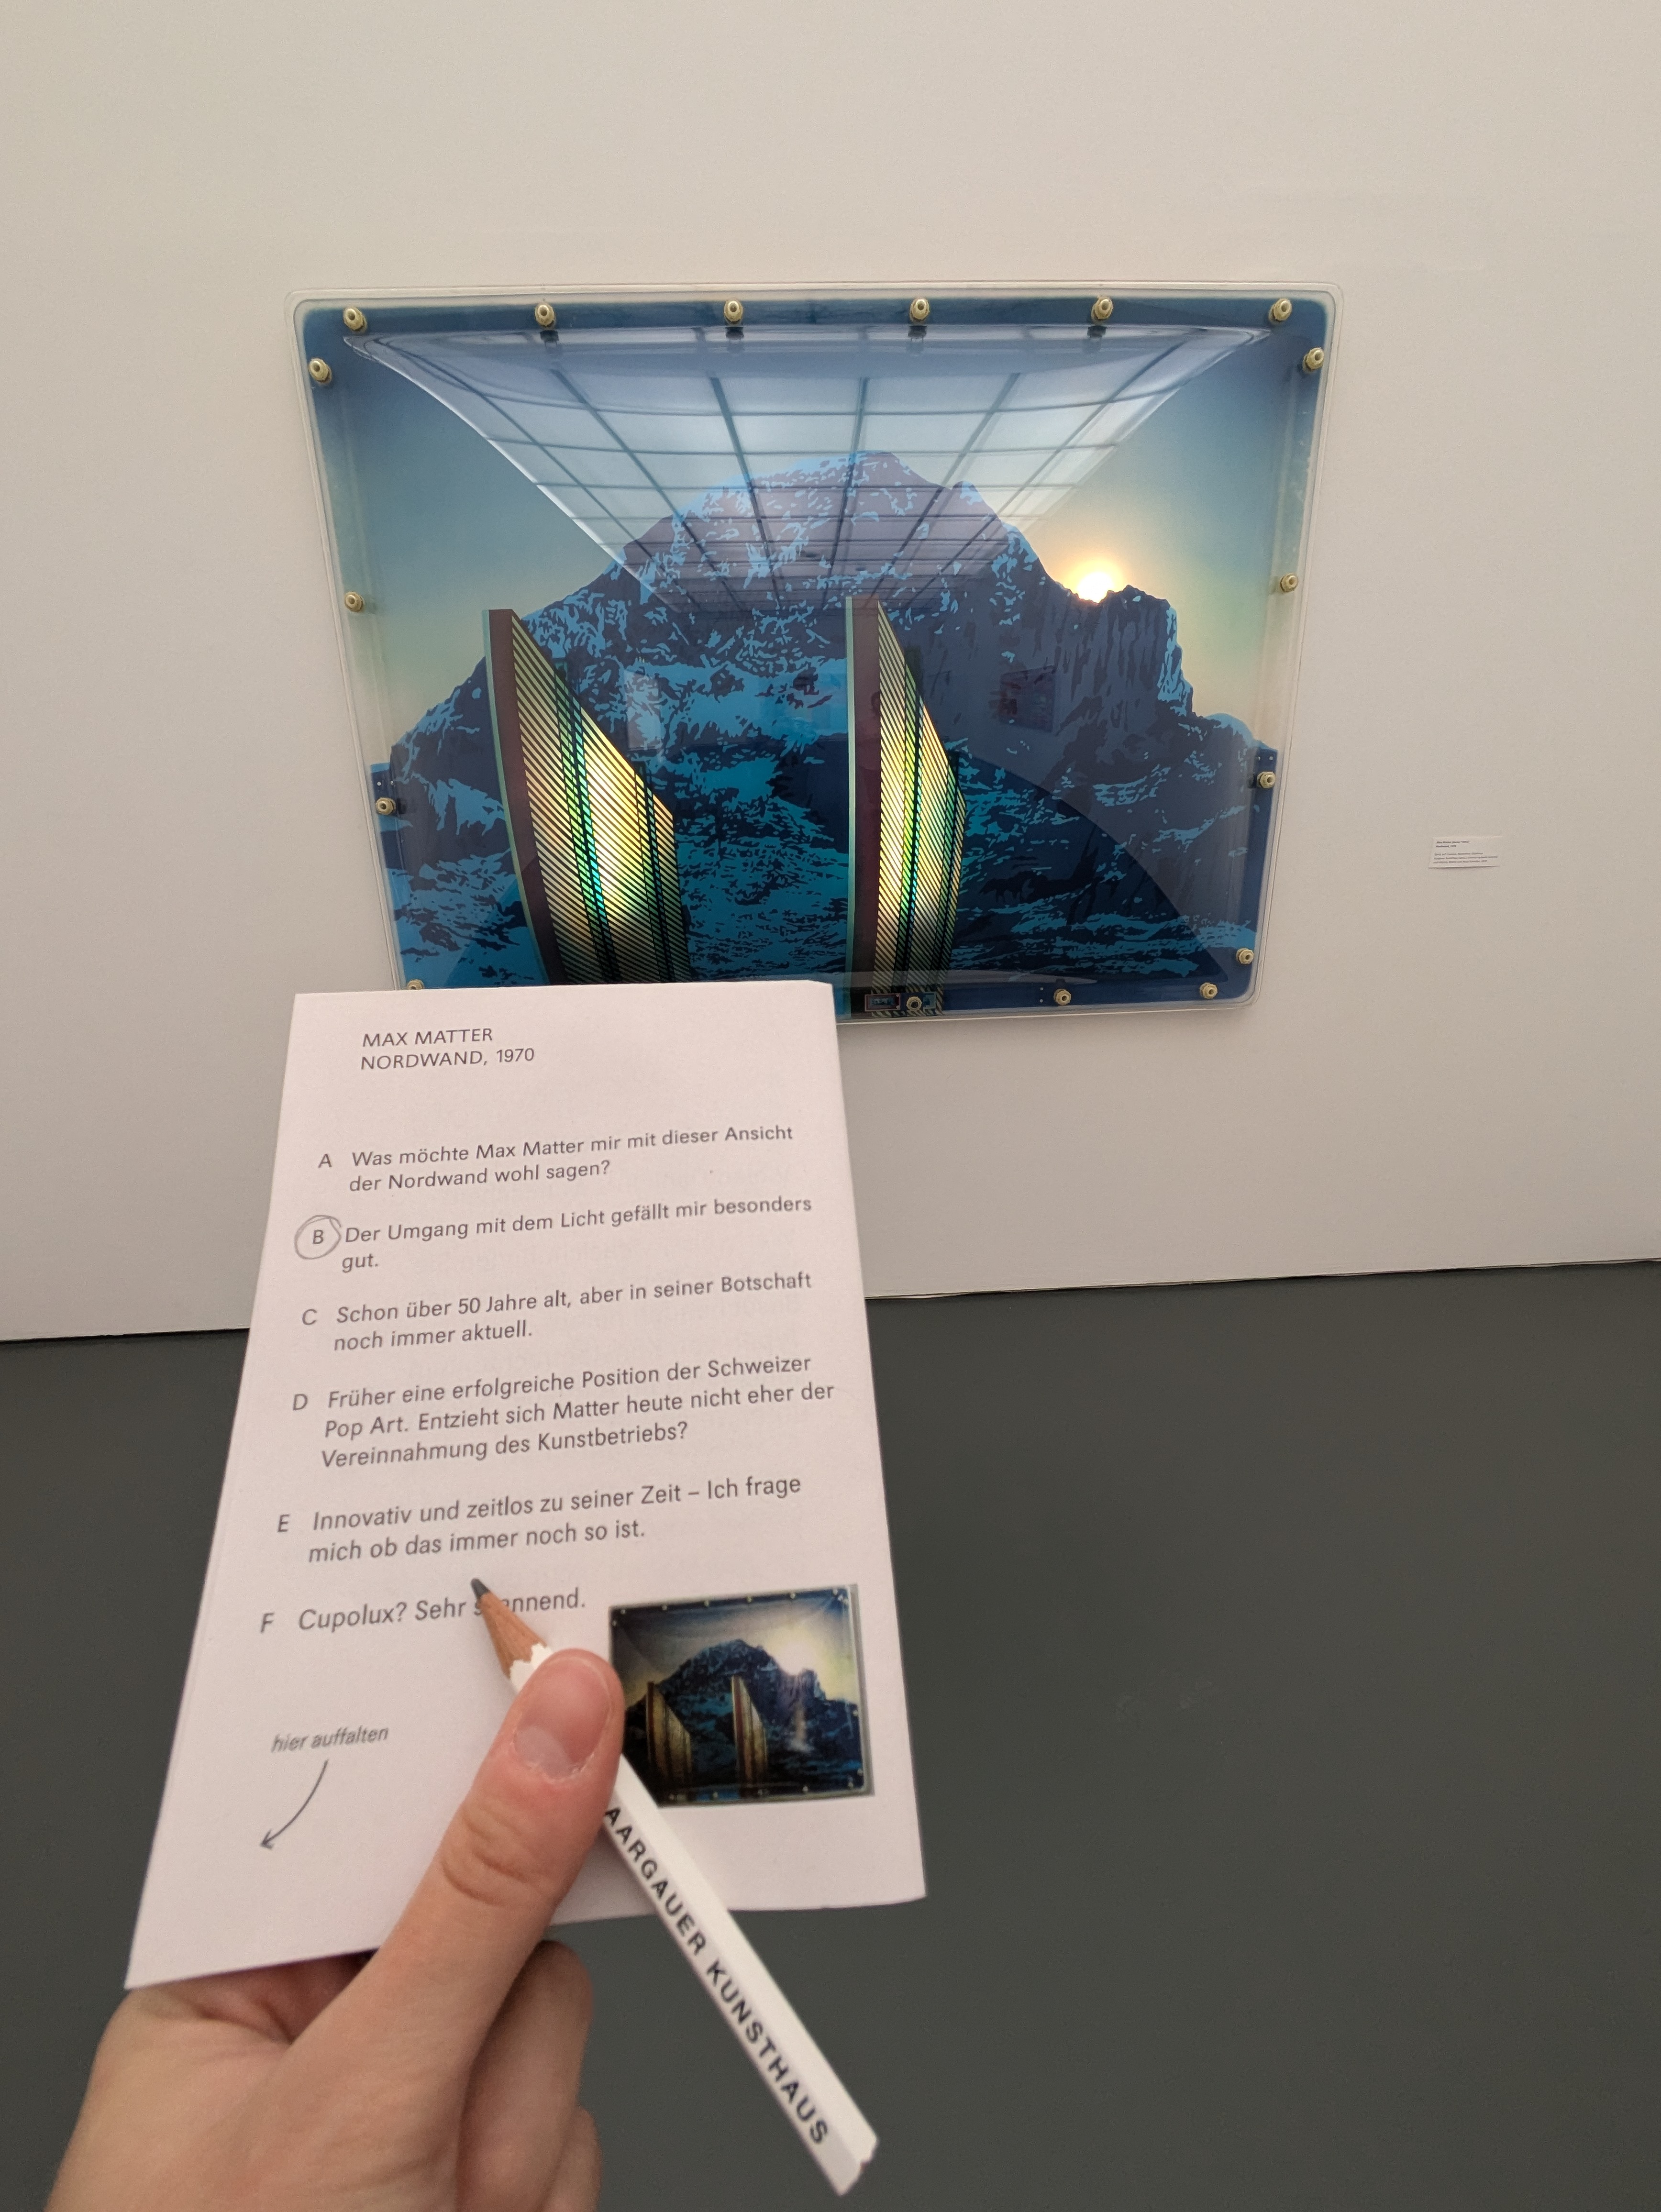 MAX MATTER
NORDWAND, 1970
A Was möchte Max Matter mir mit dieser Ansicht
der Nordwand wohl sagen?
B Der Umgang mit dem Licht gefällt mir besonders
gut.
C Schon über 50 Jahre alt, aber in seiner Botschaft
noch immer aktuell.
D Früher eine erfolgreiche Position der Schweizer
Pop Art. Entzieht sich Matter heute nicht eher der
Vereinnahmung des Kunstbetriebs?
E Innovativ und zeitlos zu seiner Zeit – Ich frage
mich ob das immer noch so ist.
F Cupolux? Sehr
hier auffalten
AARGAUER KUNSTHAUS